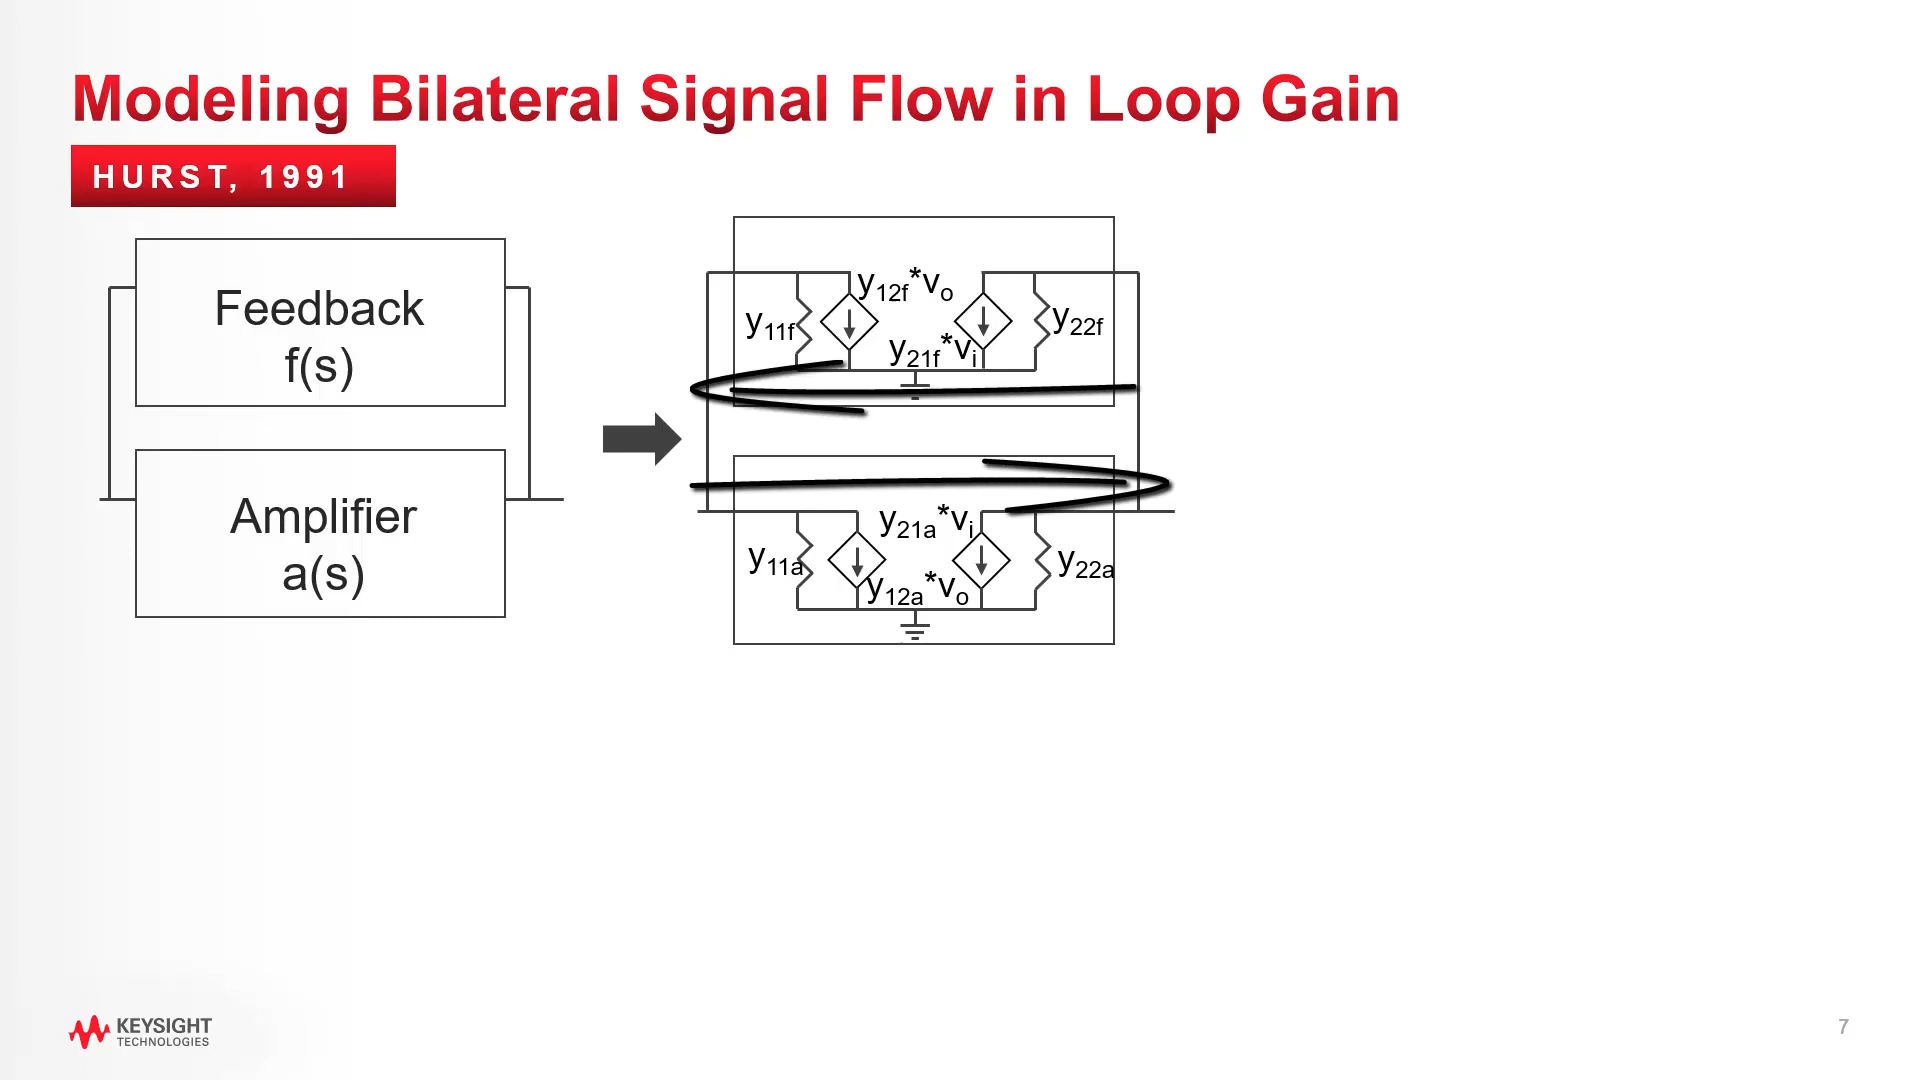 Modeling Bilateral Signal Flow in Loop Gain
HURST, 1991
Feedback
f(s)
Amplifier
a(s)
y12f*vo
y11f
y21f*vi
y22f
y21a*vi
y11a
y12a*vo
y22a
KEYSIGHT
TECHNOLOGIES
7